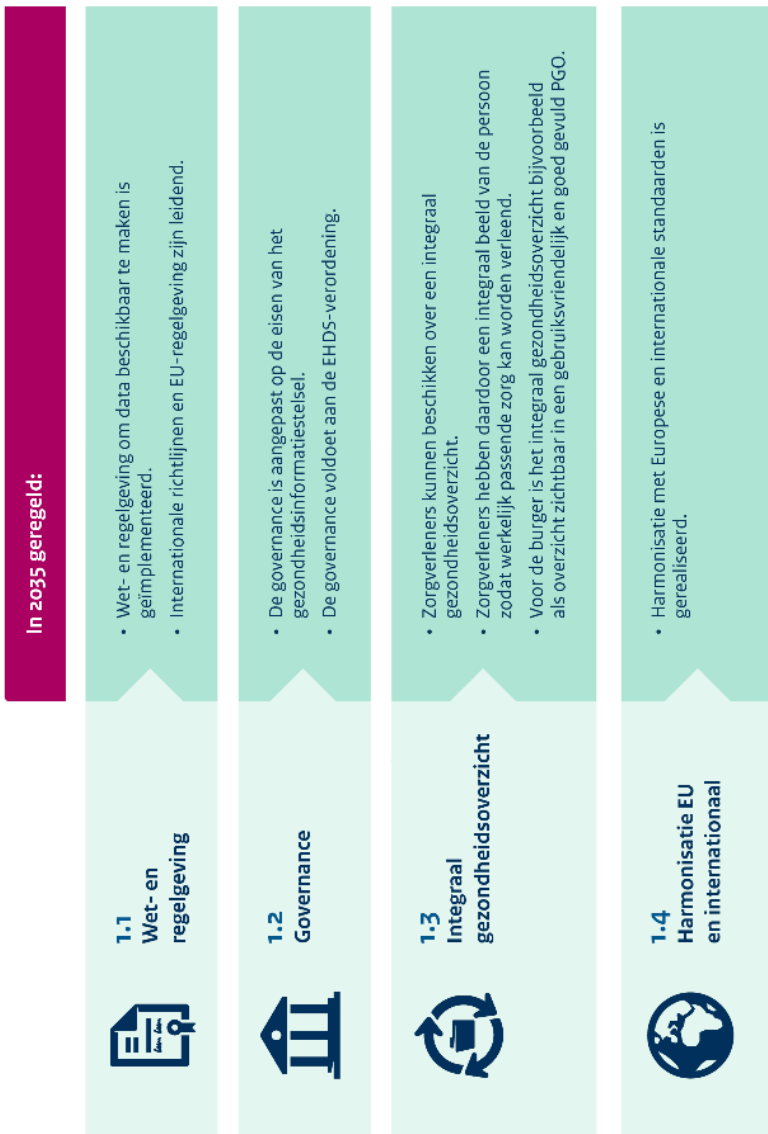 In 2035 geregeld:
1.1
Wet- en
regelgeving
• Wet- en regelgeving om data beschikbaar te maken is
geïmplementeerd.
• Internationale richtlijnen en EU-regelgeving zijn leidend.
1.2
Governance
• De governance is aangepast op de eisen van het
gezondheidsinformatiestelsel.
• De governance voldoet aan de EHDS-verordening.
1.3
Integraal
gezondheidsoverzicht
• Zorgverleners kunnen beschikken over een integraal
gezondheidsoverzicht.
• Zorgverleners hebben daardoor een integraal beeld van de persoon
zodat werkelijk passende zorg kan worden verleend.
• Voor de burger is het integraal gezondheidsoverzicht bijvoorbeeld
als overzicht zichtbaar in een gebruiksvriendelijk en goed gevuld PGO.
1.4
Harmonisatie EU
en internationaal
• Harmonisatie met Europese en internationale standaarden is
gerealiseerd.